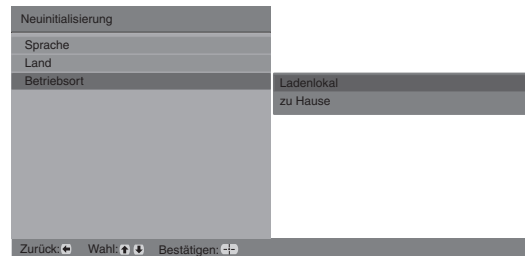 Neuinitialisierung
Sprache
Land
Betriebsort
Ladenlokal
zu Hause
Zurück: Wahl: Bestätigen: